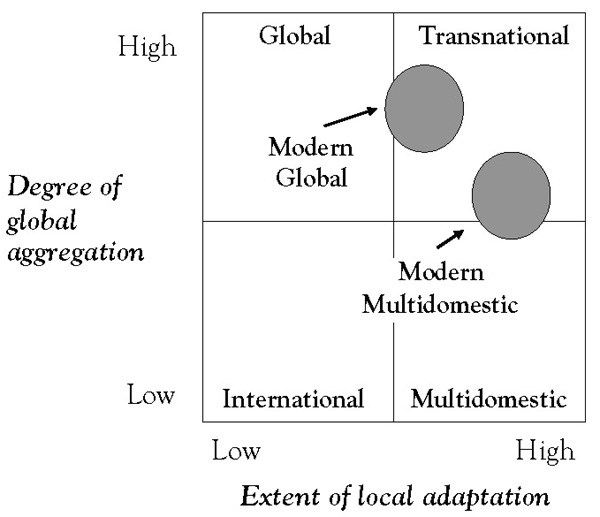 Global
Transnational
High
Modern
Global
Degree of
global
aggregation
Modern
Multidomestic
Low
International
Multidomestic
Low
High
Extent of local adaptation